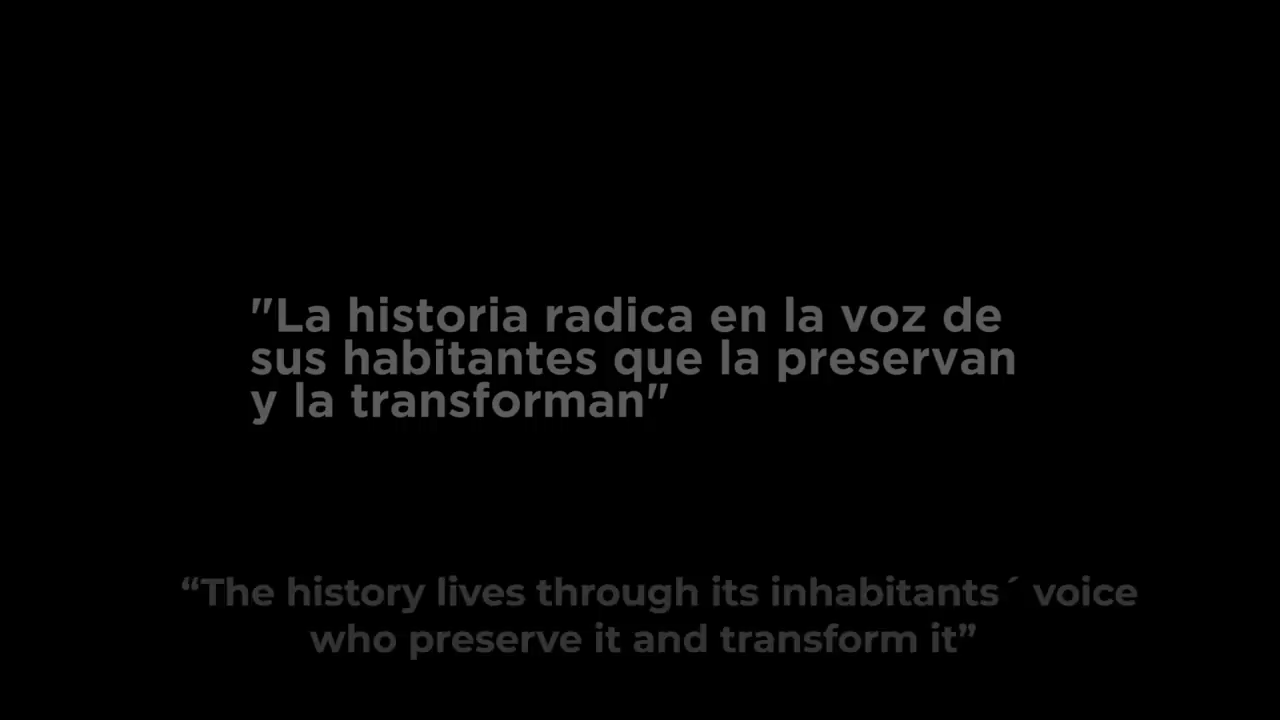 "La historia radica en la voz de
sus habitantes que la preservan
y la transforman"
“The history lives through its inhabitants´ voice
who preserve it and transform it”